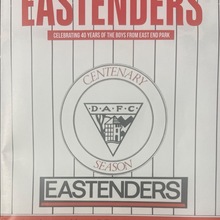 EASTENDERS
CELEBRATING 40 YEARS OF THE BOYS FROM EAST END PARK
CENTENARY
D.A.F.C.
SEASON
EASTENDERS